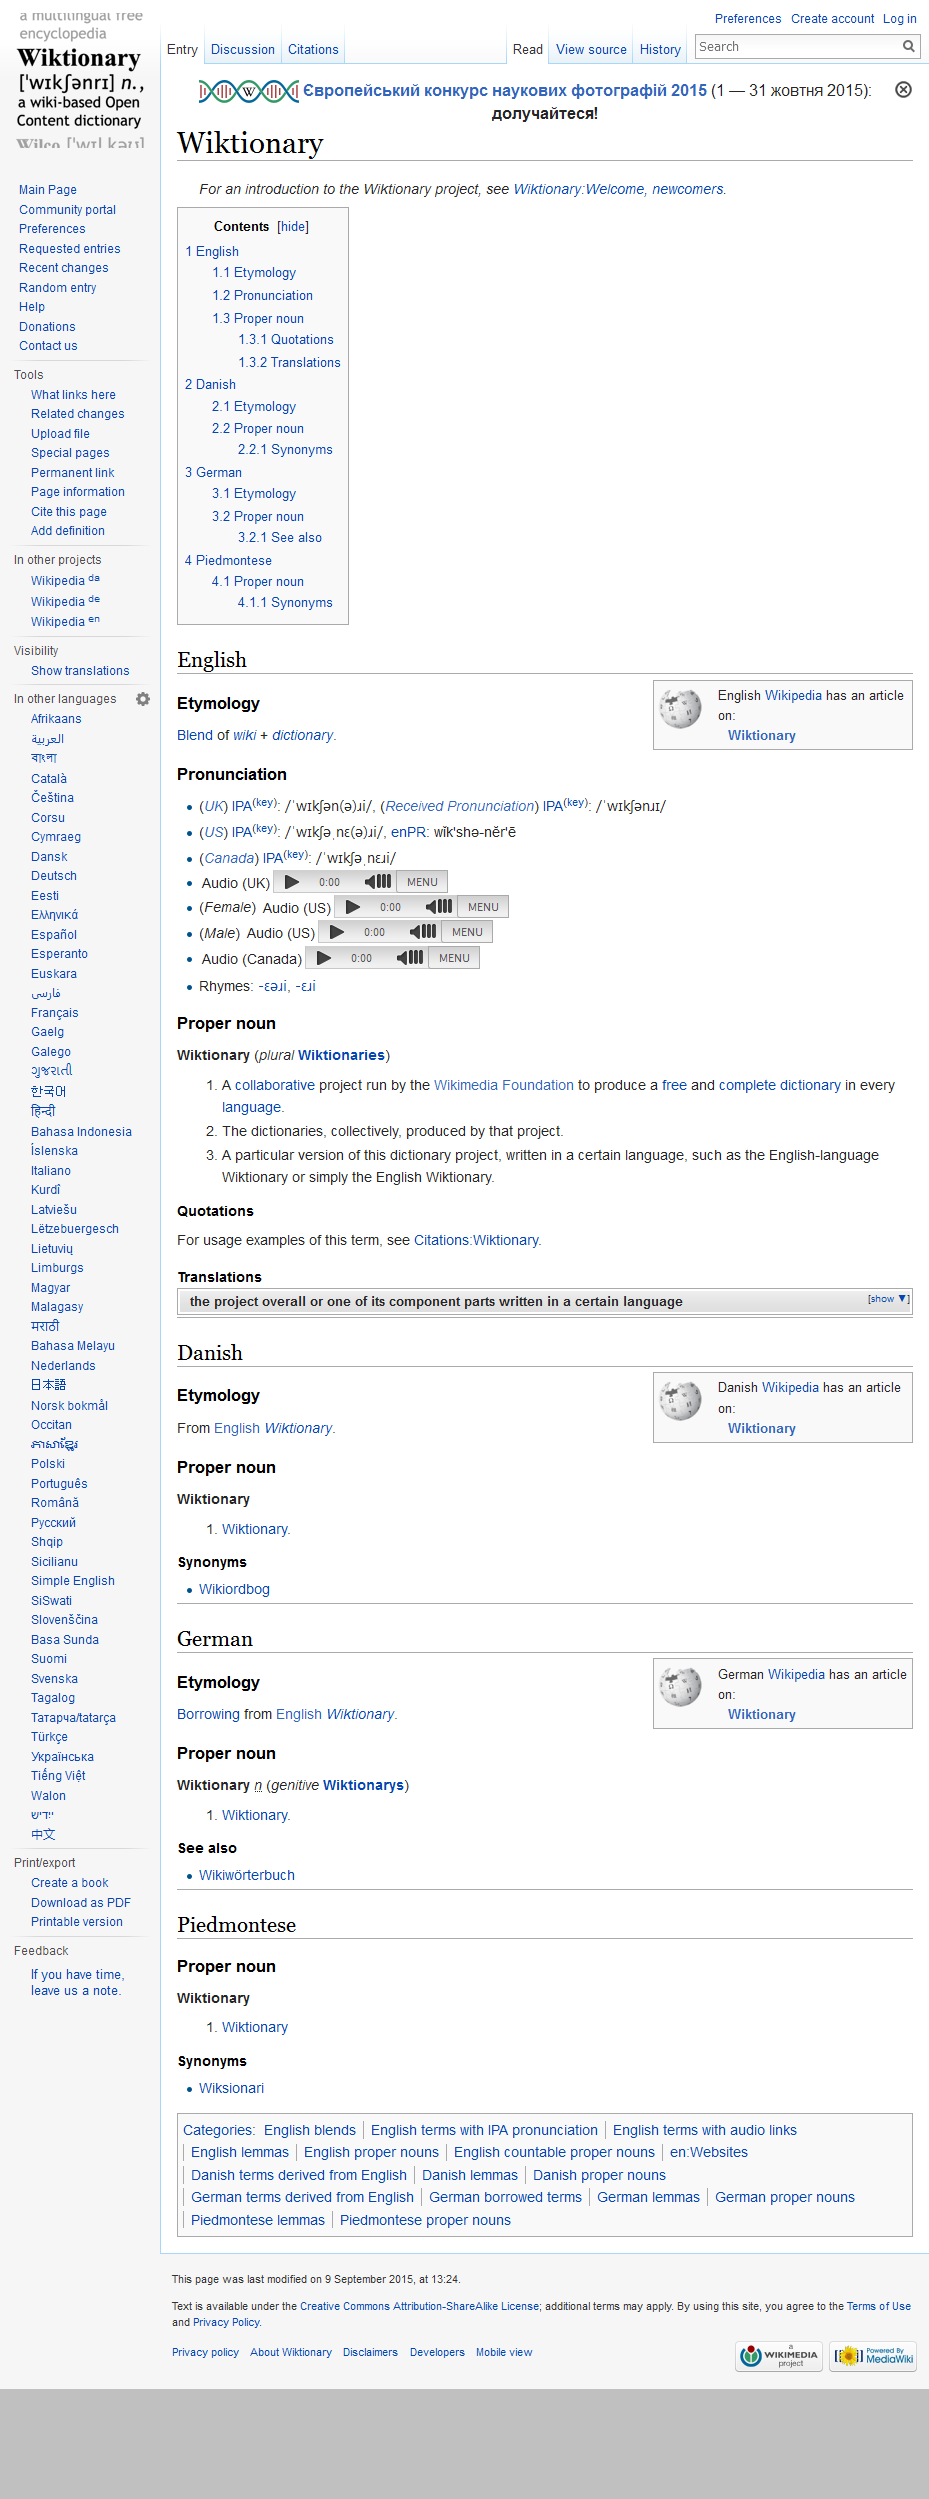 a multilingual free
encyclopedia
Wiktionary
['wɪkʃənrɪ] n.,
a wiki-based Open
Content dictionary
Wilco ['wɪl kəʊ]
Preferences Create account Log in
Entry Discussion Citations Read View source History Search
Європейський конкурс наукових фотографій 2015 (1 — 31 жовтня 2015):
долучайтеся!
Wiktionary
For an introduction to the Wiktionary project, see Wiktionary:Welcome, newcomers.
Main Page
Community portal
Preferences
Requested entries
Recent changes
Random entry
Help
Donations
Contact us
Tools
What links here
Related changes
Upload file
Special pages
Permanent link
Page information
Cite this page
Add definition
In other projects
Wikipedia da
Wikipedia de
Wikipedia en
Visibility
Show translations
In other languages
Afrikaans
العربية
বাংলা
Català
Čeština
Corsu
Cymraeg
Dansk
Deutsch
Eesti
Ελληνικά
Español
Esperanto
Euskara
فارسی
Français
Gaelg
Galego
ગુજરાતી
한국어
हिन्दी
Bahasa Indonesia
Íslenska
Italiano
Kurdî
Latviešu
Lëtzebuergesch
Lietuvių
Limburgs
Magyar
Malagasy
मराठी
Bahasa Melayu
Nederlands
日本語
Norsk bokmål
Occitan
ភាសាខ្មែរ
Polski
Português
Română
Русский
Shqip
Sicilianu
Simple English
SiSwati
Slovenščina
Basa Sunda
Suomi
Svenska
Tagalog
Татарча/tatarça
Türkçe
Українська
Tiếng Việt
Walon
ייִדיש
中文
Print/export
Create a book
Download as PDF
Printable version
Feedback
If you have time,
leave us a note.
Contents [hide]
1 English
1.1 Etymology
1.2 Pronunciation
1.3 Proper noun
1.3.1 Quotations
1.3.2 Translations
2 Danish
2.1 Etymology
2.2 Proper noun
2.2.1 Synonyms
3 German
3.1 Etymology
3.2 Proper noun
3.2.1 See also
4 Piedmontese
4.1 Proper noun
4.1.1 Synonyms
English
English Wikipedia has an article
on:
Wiktionary
Etymology
Blend of wiki + dictionary.
Pronunciation
(UK) IPA(key): /ˈwɪkʃən(ə)ɹi/, (Received Pronunciation) IPA(key): /ˈwɪkʃənɹɪ/
(US) IPA(key): /ˈwɪkʃəˌnɛ(ə)ɹi/, enPR: wĭk'shə-nĕr'ē
(Canada) IPA(key): /ˈwɪkʃəˌnɛɹi/
Audio (UK) 0:00 MENU
(Female) Audio (US) 0:00 MENU
(Male) Audio (US) 0:00 MENU
Audio (Canada) 0:00 MENU
Rhymes: -ɛəɹi, -ɛɹi
Proper noun
Wiktionary (plural Wiktionaries)
1. A collaborative project run by the Wikimedia Foundation to produce a free and complete dictionary in every
language.
2. The dictionaries, collectively, produced by that project.
3. A particular version of this dictionary project, written in a certain language, such as the English-language
Wiktionary or simply the English Wiktionary.
Quotations
For usage examples of this term, see Citations:Wiktionary.
Translations
the project overall or one of its component parts written in a certain language [show ▼]
Danish
Danish Wikipedia has an article
on:
Wiktionary
Etymology
From English Wiktionary.
Proper noun
Wiktionary
1. Wiktionary.
Synonyms
Wikiordbog
German
German Wikipedia has an article
on:
Wiktionary
Etymology
Borrowing from English Wiktionary.
Proper noun
Wiktionary n (genitive Wiktionarys)
1. Wiktionary.
See also
Wikiwörterbuch
Piedmontese
Proper noun
Wiktionary
1. Wiktionary
Synonyms
Wiksionari
Categories: English blends | English terms with IPA pronunciation | English terms with audio links
| English lemmas | English proper nouns | English countable proper nouns | en:Websites
| Danish terms derived from English | Danish lemmas | Danish proper nouns
| German terms derived from English | German borrowed terms | German lemmas | German proper nouns
| Piedmontese lemmas | Piedmontese proper nouns
This page was last modified on 9 September 2015, at 13:24.
Text is available under the Creative Commons Attribution-ShareAlike License; additional terms may apply. By using this site, you agree to the Terms of Use
and Privacy Policy.
Privacy policy About Wiktionary Disclaimers Developers Mobile view
a
WIKIMEDIA
project
Powered By
MediaWiki